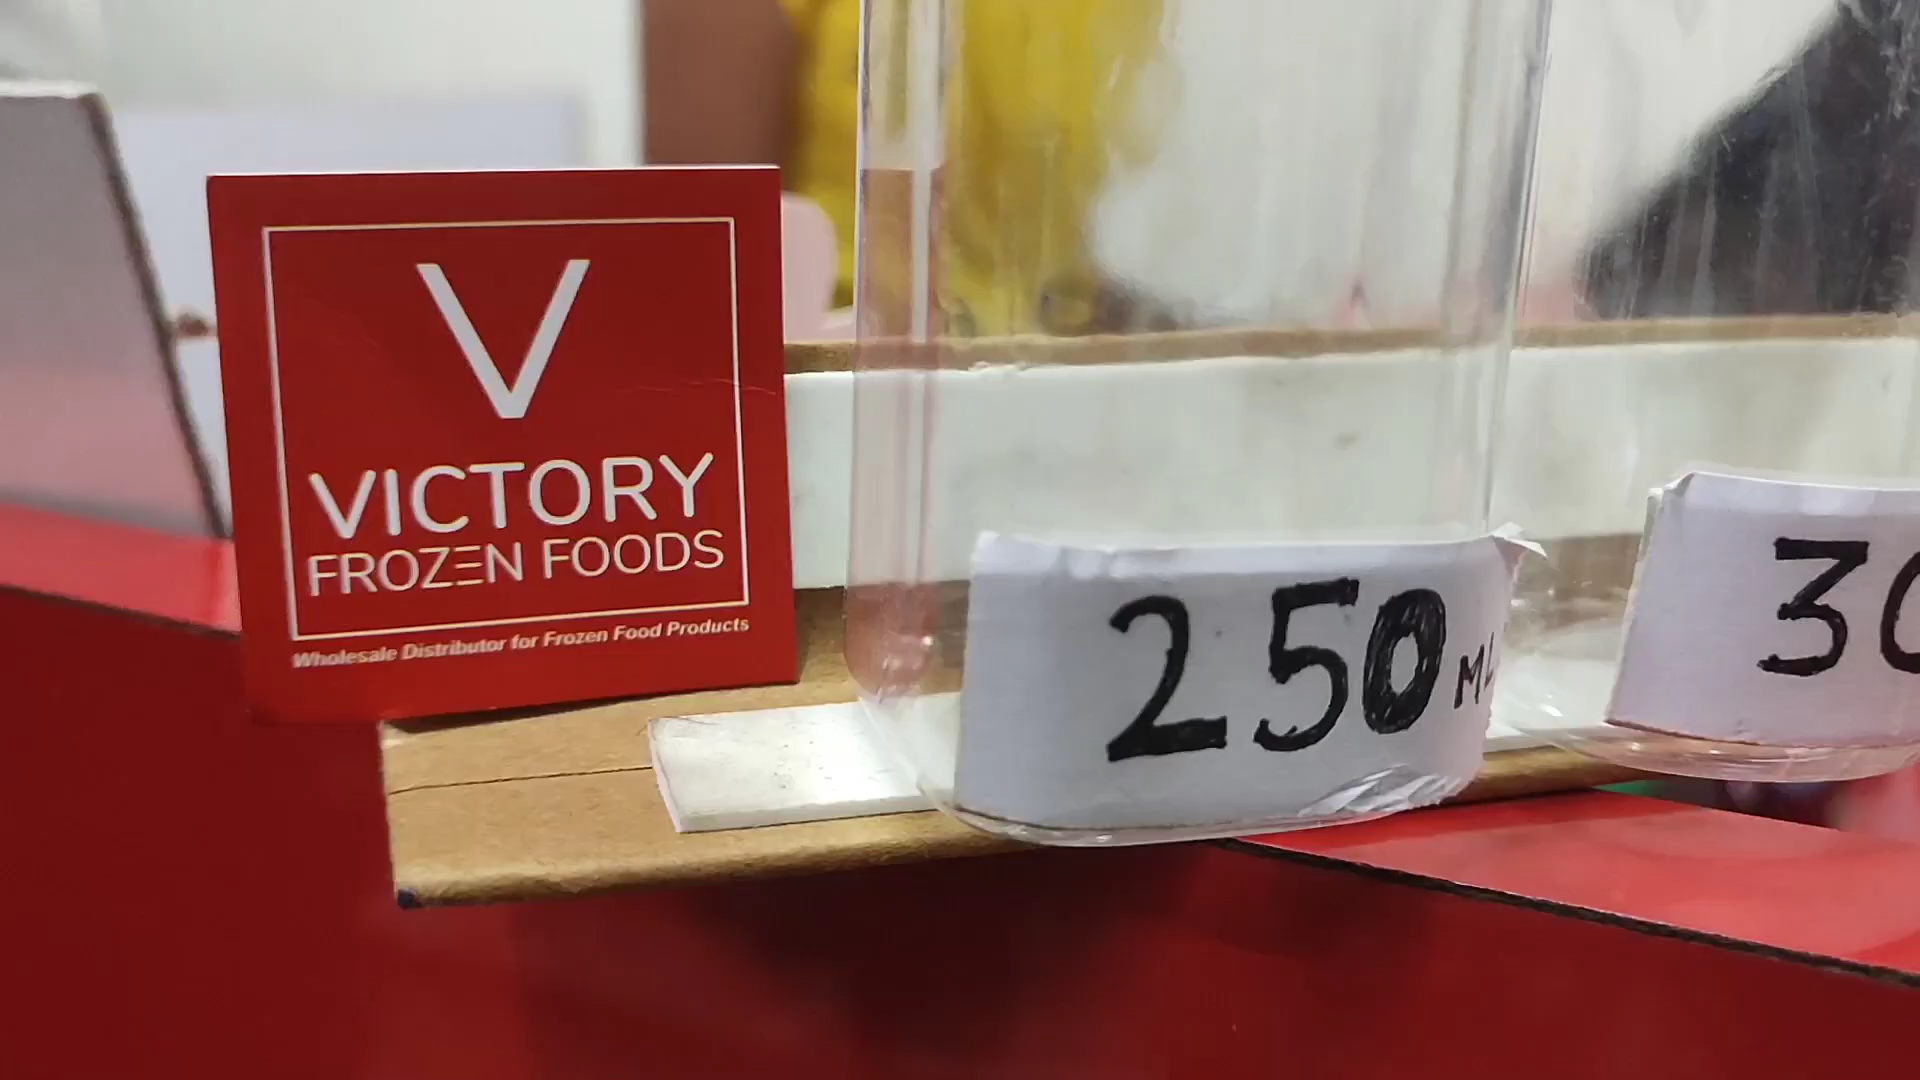 V
VICTORY
FROZEN FOODS
Wholesale Distributor for Frozen Food Products
250 ML
30